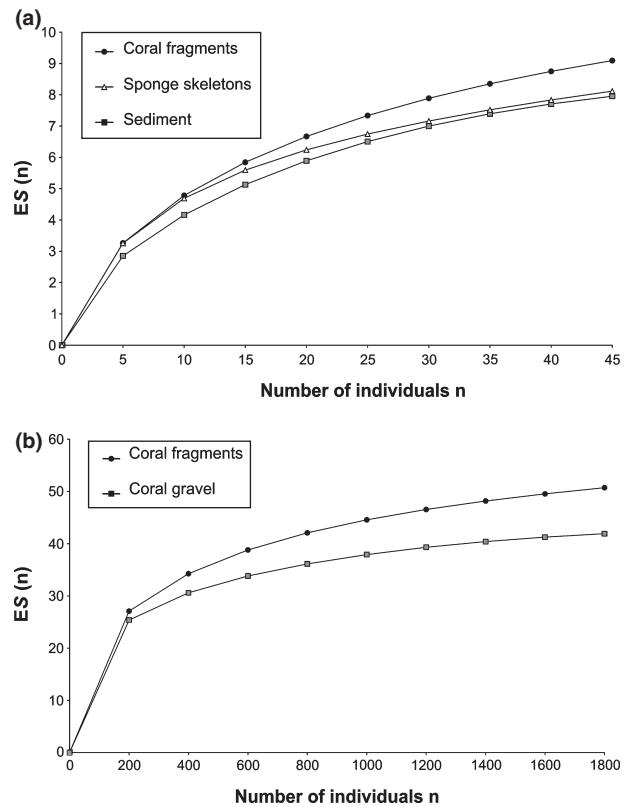 (a)
10
9
8
7
6
5
4
3
2
1
0
ES (n)
Coral fragments
Sponge skeletons
Sediment
0 5 10 15 20 25 30 35 40 45
Number of individuals n
(b)
60
50
40
30
20
10
0
ES (n)
Coral fragments
Coral gravel
0 200 400 600 800 1000 1200 1400 1600 1800
Number of individuals n